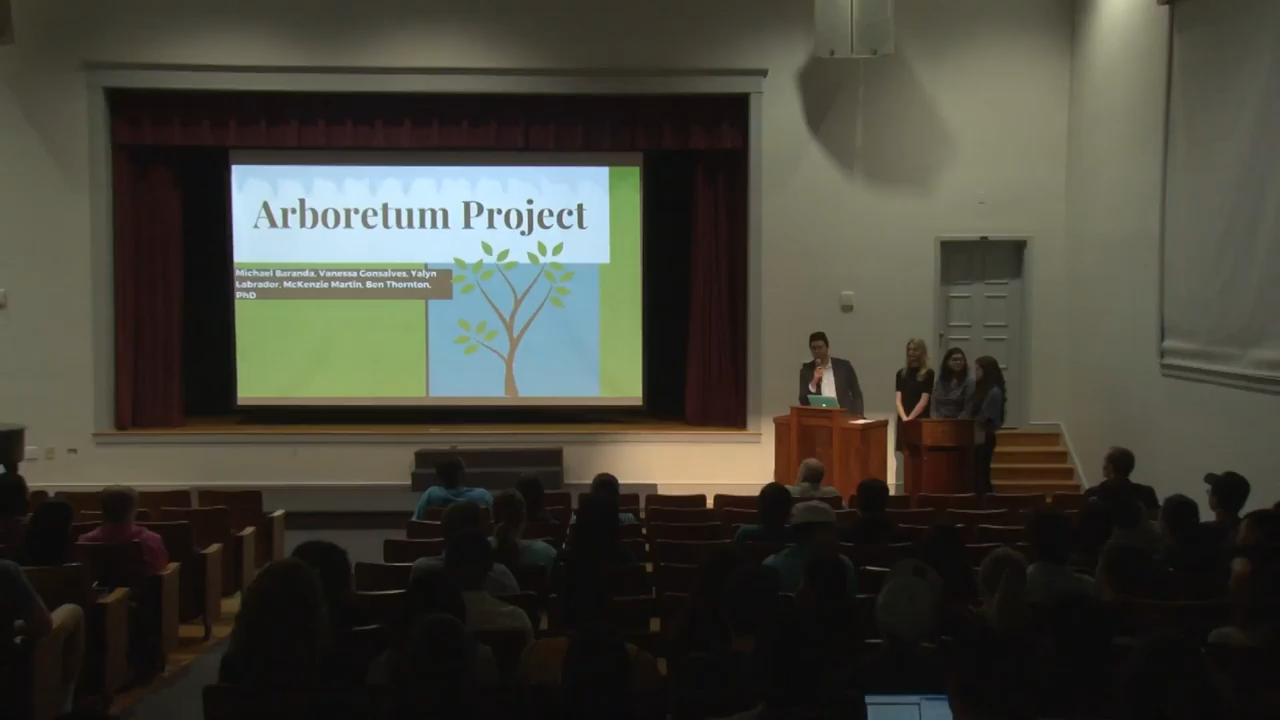 Arboretum Project
Michael Baranda, Vanessa Gonsalves, Yalyn
Labrador, McKenzie Martin, Ben Thornton,
PhD